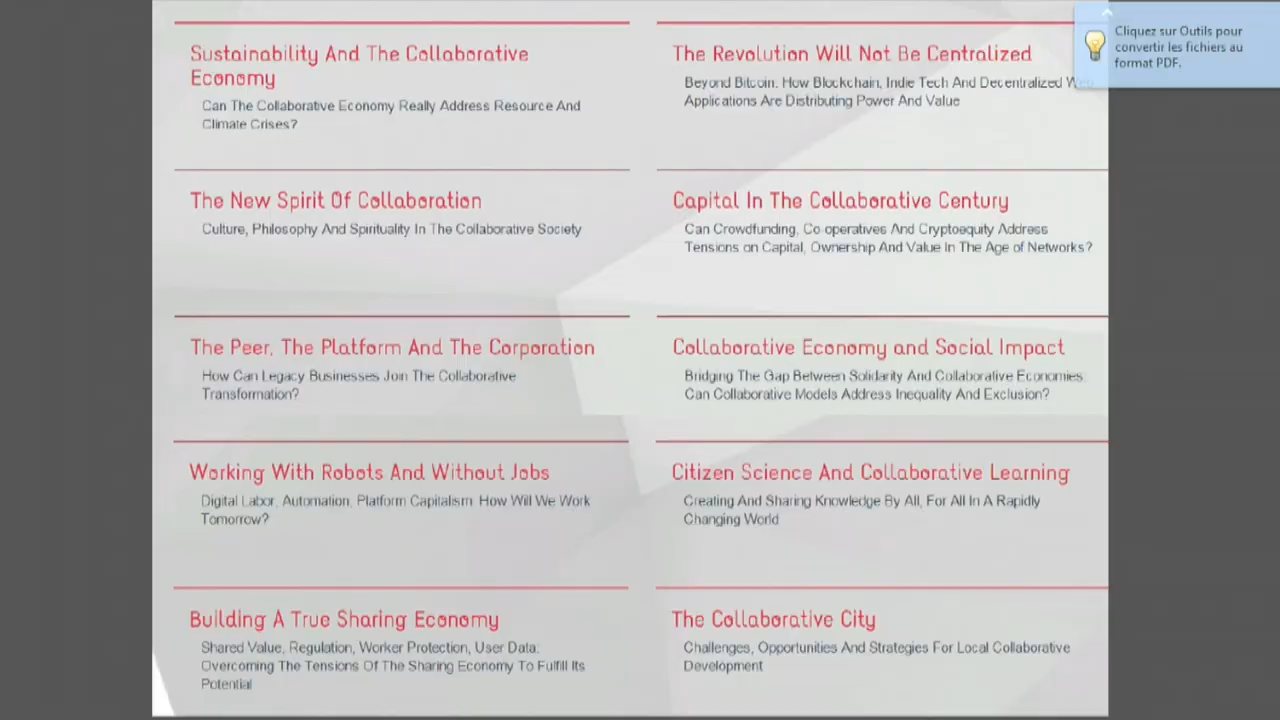 Sustainability And The Collaborative
Economy
Can The Collaborative Economy Really Address Resource And
Climate Crises?
The Revolution Will Not Be Centralized
Beyond Bitcoin: How Blockchain, Indie Tech And Decentralized
Applications Are Distributing Power And Value
Cliquez sur Outils pour
convertir les fichiers au
format PDF.
The New Spirit Of Collaboration
Culture, Philosophy And Spirituality In The Collaborative Society
Capital In The Collaborative Century
Can Crowdfunding, Co-operatives And Cryptoequity Address
Tensions on Capital, Ownership And Value In The Age of Networks?
The Peer, The Platform And The Corporation
How Can Legacy Businesses Join The Collaborative
Transformation?
Collaborative Economy and Social Impact
Bridging The Gap Between Solidarity And Collaborative Economies.
Can Collaborative Models Address Inequality And Exclusion?
Working With Robots And Without Jobs
Digital Labor, Automation, Platform Capitalism: How Will We Work
Tomorrow?
Citizen Science And Collaborative Learning
Creating And Sharing Knowledge By All, For All In A Rapidly
Changing World
Building A True Sharing Economy
Shared Value, Regulation, Worker Protection, User Data:
Overcoming The Tensions Of The Sharing Economy To Fulfill Its
Potential
The Collaborative City
Challenges, Opportunities And Strategies For Local Collaborative
Development